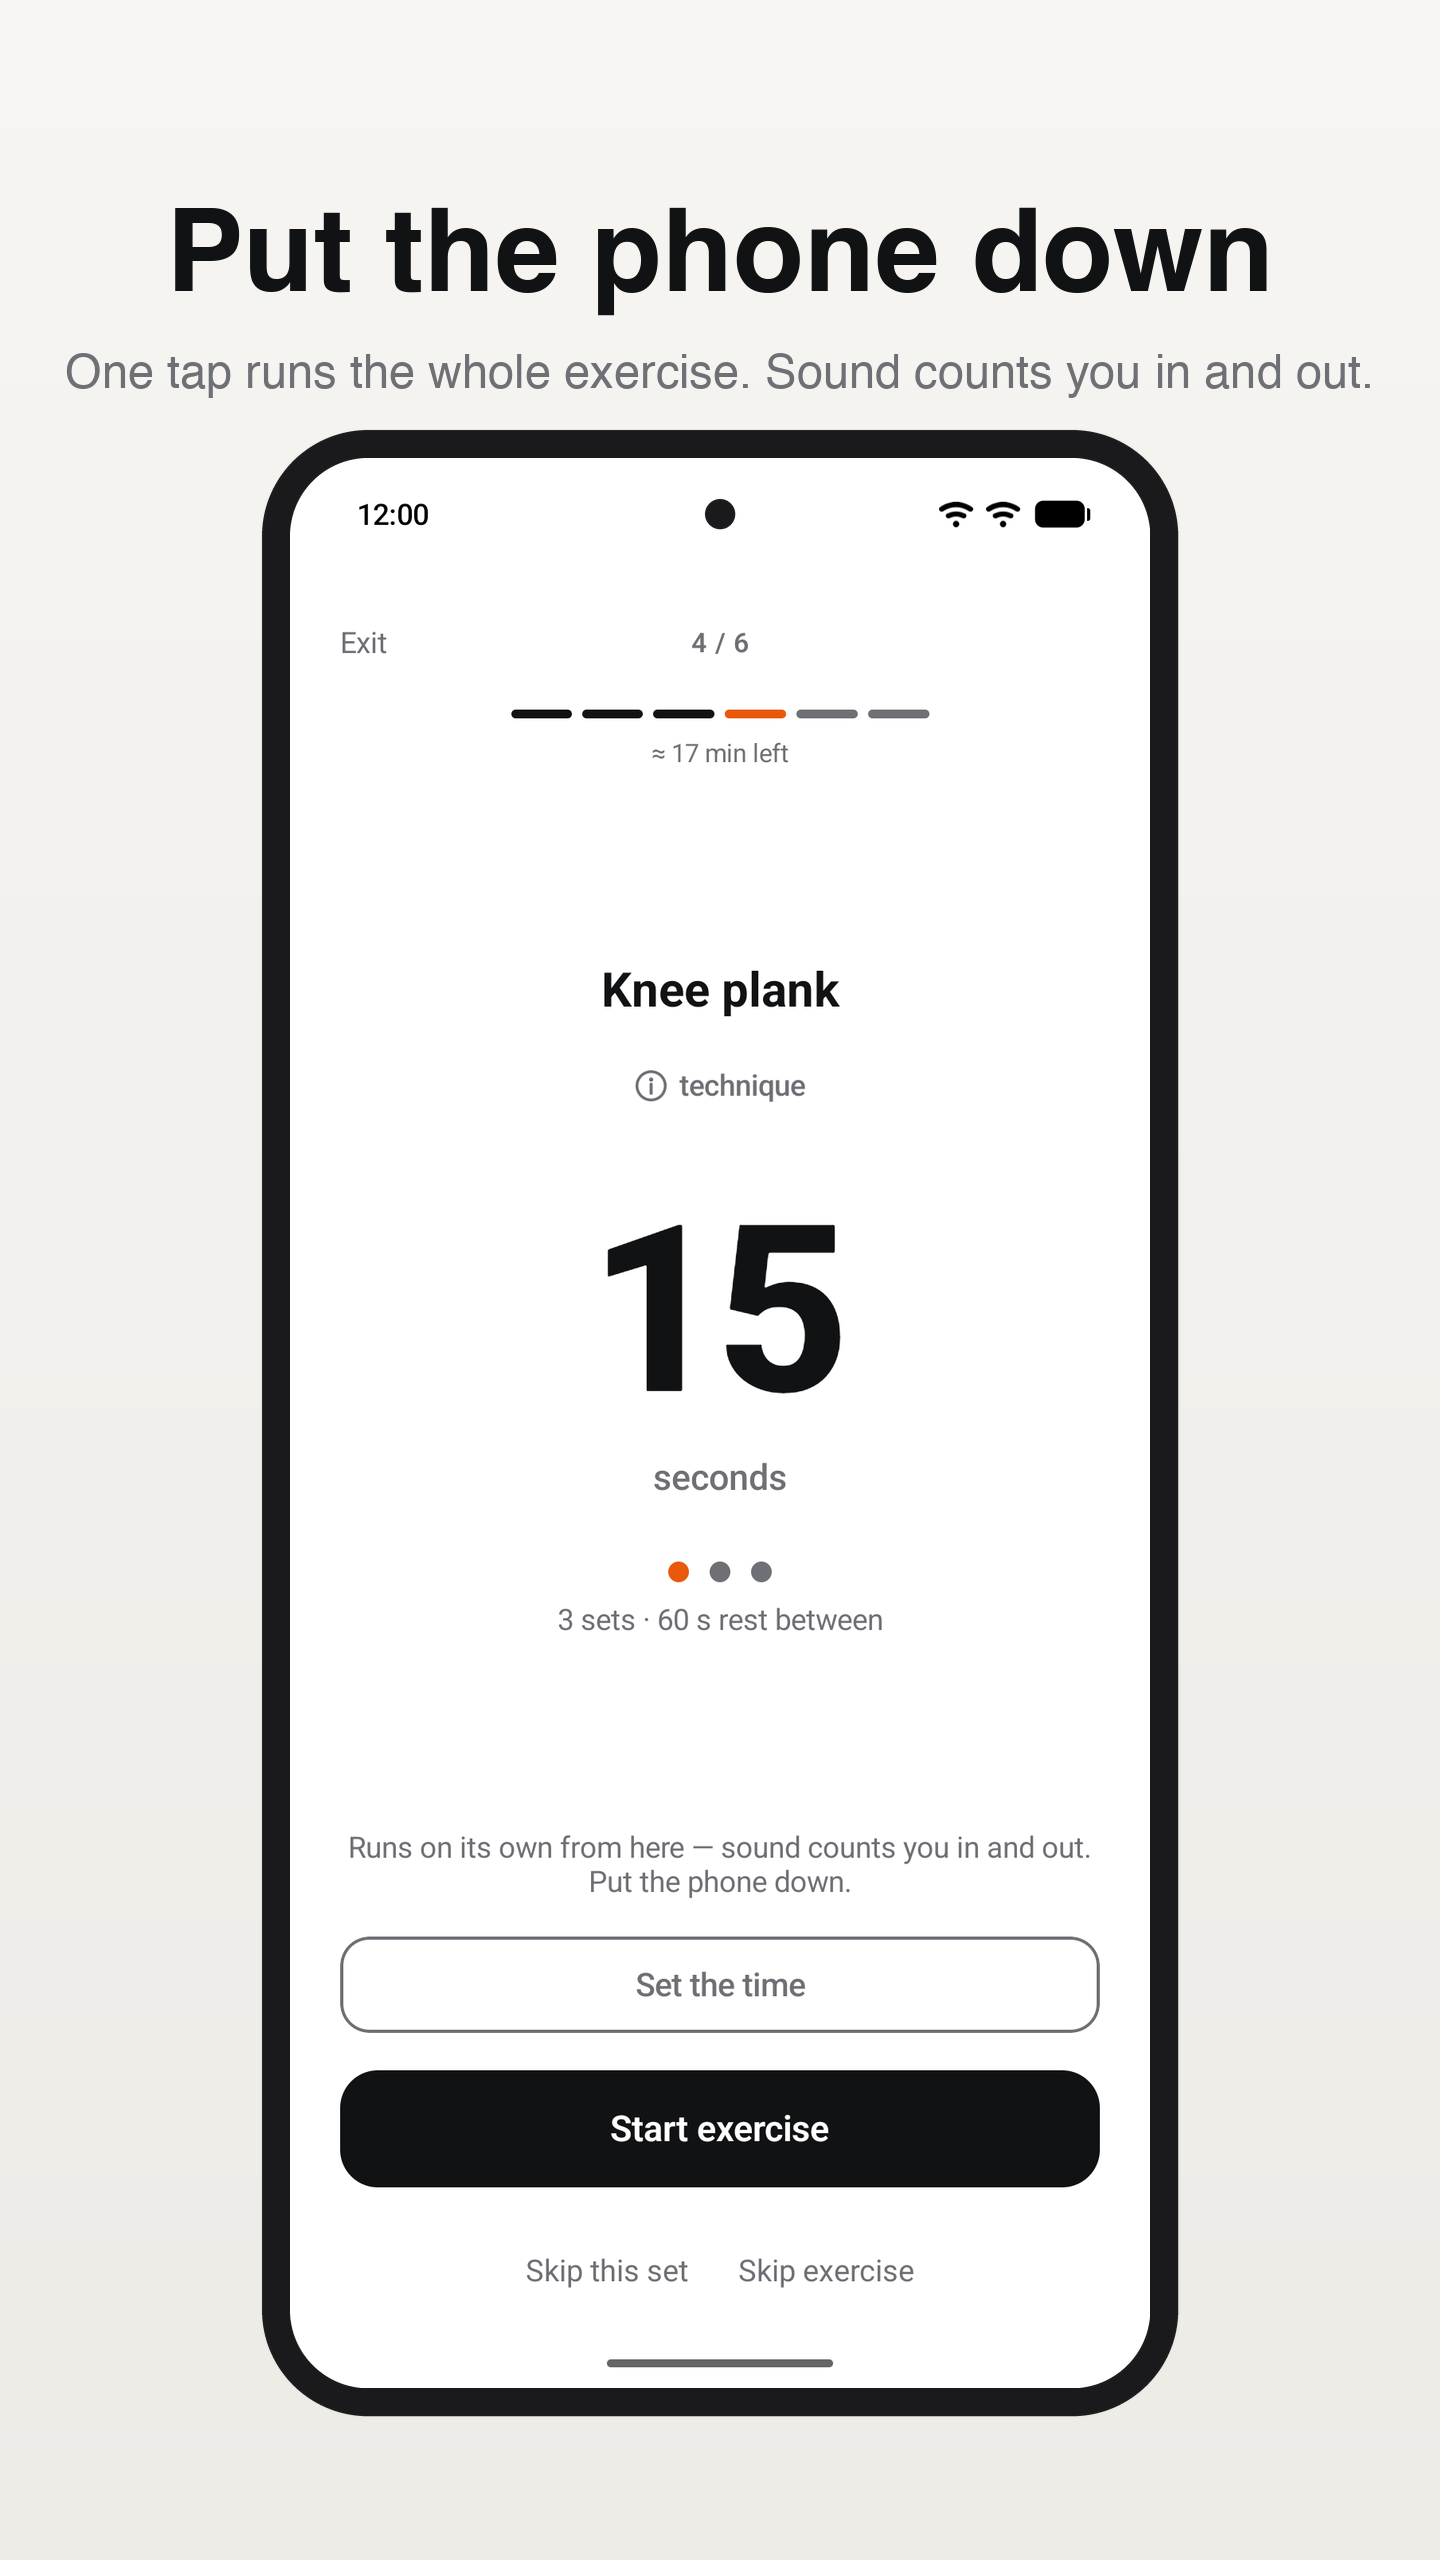 Put the phone down
One tap runs the whole exercise. Sound counts you in and out.
12:00
Exit
4 / 6
≈ 17 min left
Knee plank
technique
15
seconds
3 sets · 60 s rest between
Runs on its own from here — sound counts you in and out.
Put the phone down.
Set the time
Start exercise
Skip this set
Skip exercise